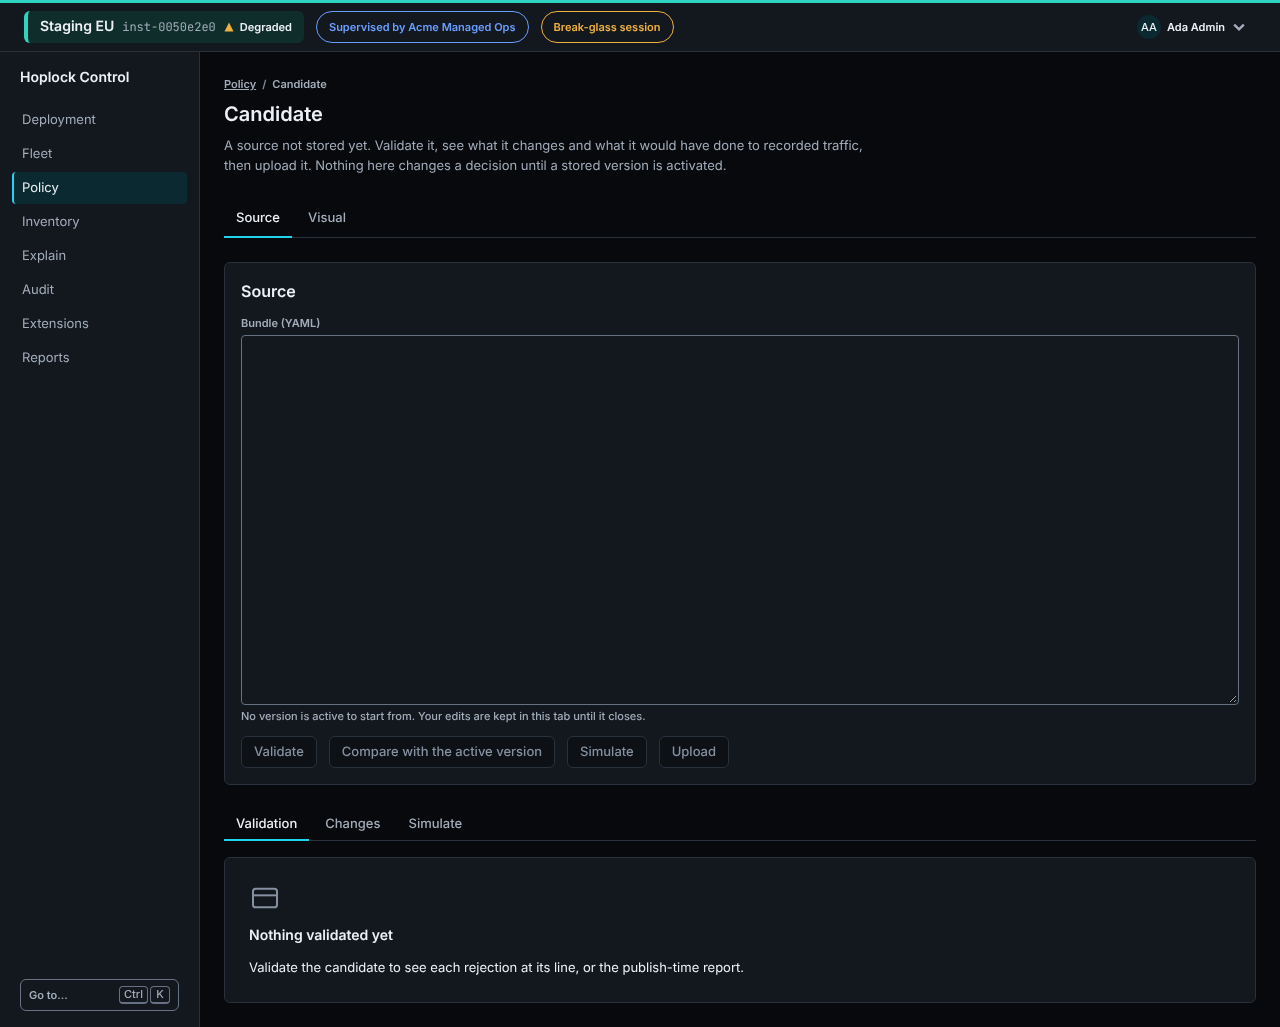 Staging EU inst-0050e2e0 Degraded
Supervised by Acme Managed Ops
Break-glass session
AA Ada Admin
Hoplock Control
Deployment
Fleet
Policy
Inventory
Explain
Audit
Extensions
Reports
Go to...
Ctrl K
Policy / Candidate
Candidate
A source not stored yet. Validate it, see what it changes and what it would have done to recorded traffic,
then upload it. Nothing here changes a decision until a stored version is activated.
Source Visual
Source
Bundle (YAML)
No version is active to start from. Your edits are kept in this tab until it closes.
Validate Compare with the active version Simulate Upload
Validation Changes Simulate
Nothing validated yet
Validate the candidate to see each rejection at its line, or the publish-time report.